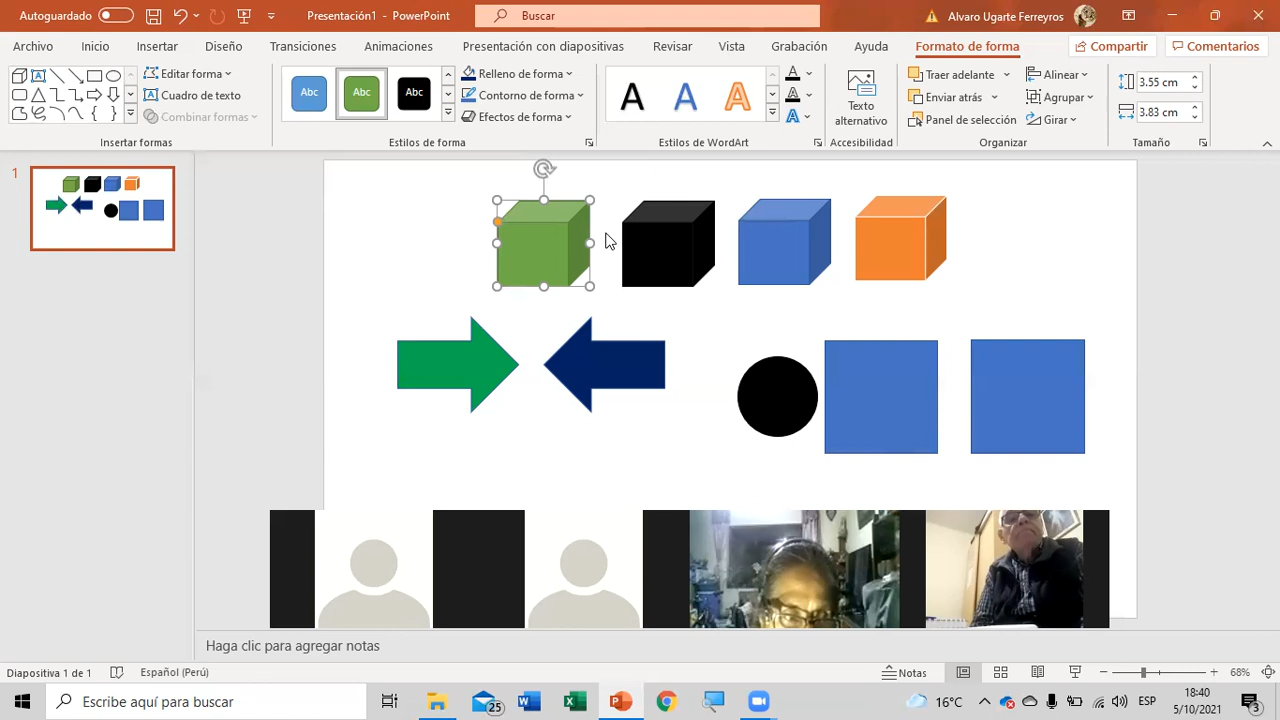 Autoguardado
Presentación1 - PowerPoint
Buscar
Alvaro Ugarte Ferreyros
Archivo Inicio Insertar Diseño Transiciones Animaciones Presentación con diapositivas Revisar Vista Grabación Ayuda Formato de forma Compartir Comentarios
Editar forma
Cuadro de texto
Combinar formas
Insertar formas
Abc Abc Abc
Relleno de forma
Contorno de forma
Efectos de forma
Estilos de forma
A A A
A
A
A
Estilos de WordArt
Texto
alternativo
Accesibilidad
Traer adelante
Enviar atrás
Panel de selección
Alinear
Agrupar
Girar
Organizar
3.55 cm
3.83 cm
Tamaño
1
Haga clic para agregar notas
Diapositiva 1 de 1
Español (Perú)
Notas
68%
Escribe aquí para buscar
25
16°C
ESP
18:40
5/10/2021
3